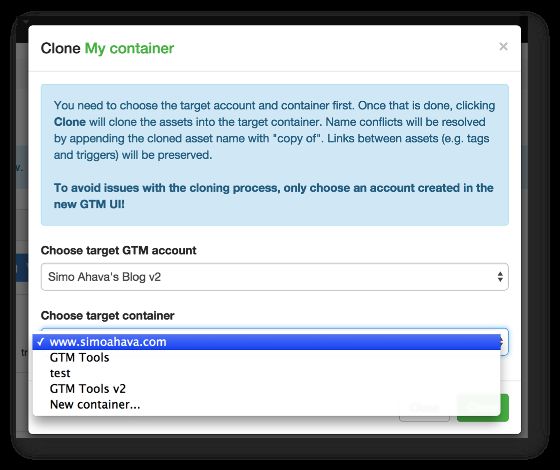 Clone My container ×
You need to choose the target account and container first. Once that is done, clicking
Clone will clone the assets into the target container. Name conflicts will be resolved
by appending the cloned asset name with "copy of". Links between assets (e.g. tags
and triggers) will be preserved.
To avoid issues with the cloning process, only choose an account created in the
new GTM UI!
Choose target GTM account
Simo Ahava's Blog v2
Choose target container
✓ www.simoahava.com
GTM Tools
test
GTM Tools v2
New container...